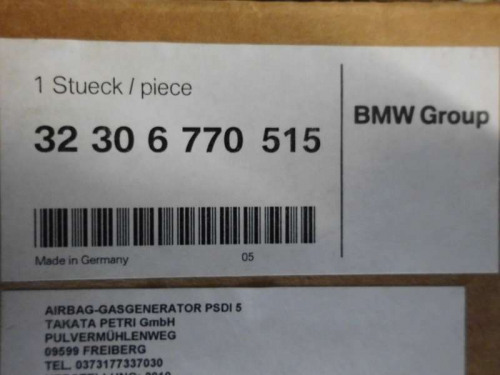 1 Stueck / piece
BMW Group
32 30 6 770 515
Made in Germany 05
AIRBAG-GASGENERATOR PSDI 5
TAKATA PETRI GmbH
PULVERMÜHLENWEG
09599 FREIBERG
TEL. 0373177337030